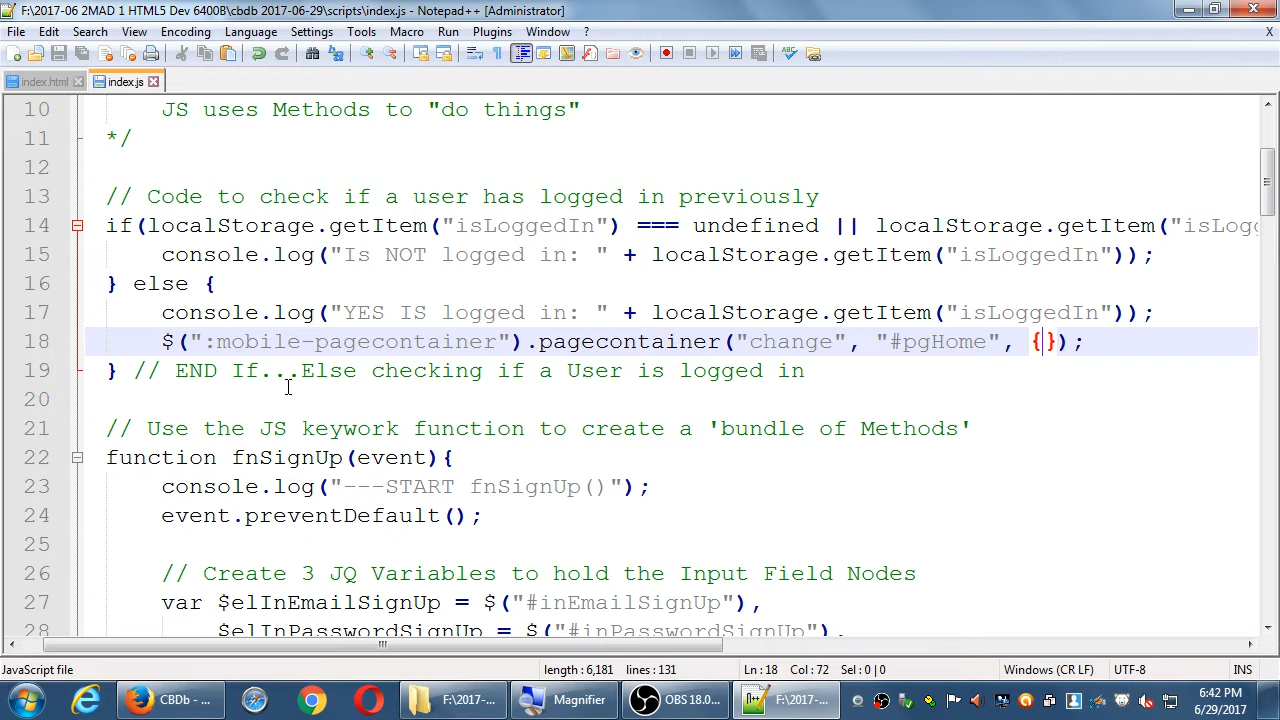 F:\2017-06 2MAD 1 HTML5 Dev 6400B\cbdb 2017-06-29\scripts\index.js - Notepad++ [Administrator]
File Edit Search View Encoding Language Settings Tools Macro Run Plugins Window ? X
index.html index.js
10 JS uses Methods to "do things"
11 */
12
13 // Code to check if a user has logged in previously
14 if(localStorage.getItem("isLoggedIn") === undefined || localStorage.getItem("isLogg
15 console.log("Is NOT logged in: " + localStorage.getItem("isLoggedIn"));
16 } else {
17 console.log("YES IS logged in: " + localStorage.getItem("isLoggedIn"));
18 $(":mobile-pagecontainer").pagecontainer("change", "#pgHome", {});
19 } // END If...Else checking if a User is logged in
20
21 // Use the JS keywork function to create a 'bundle of Methods'
22 function fnSignUp(event){
23 console.log("---START fnSignUp()");
24 event.preventDefault();
25
26 // Create 3 JQ Variables to hold the Input Field Nodes
27 var $elInEmailSignUp = $("#inEmailSignUp"),
28 $elInPasswordSignUp = $("#inPasswordSignUp"),
JavaScript file length : 6,181 lines : 131 Ln : 18 Col : 72 Sel : 0 | 0 Windows (CR LF) UTF-8 INS
CBDb - ... F:\2017-... Magnifier OBS 18.0.... F:\2017-... 6:42 PM
6/29/2017